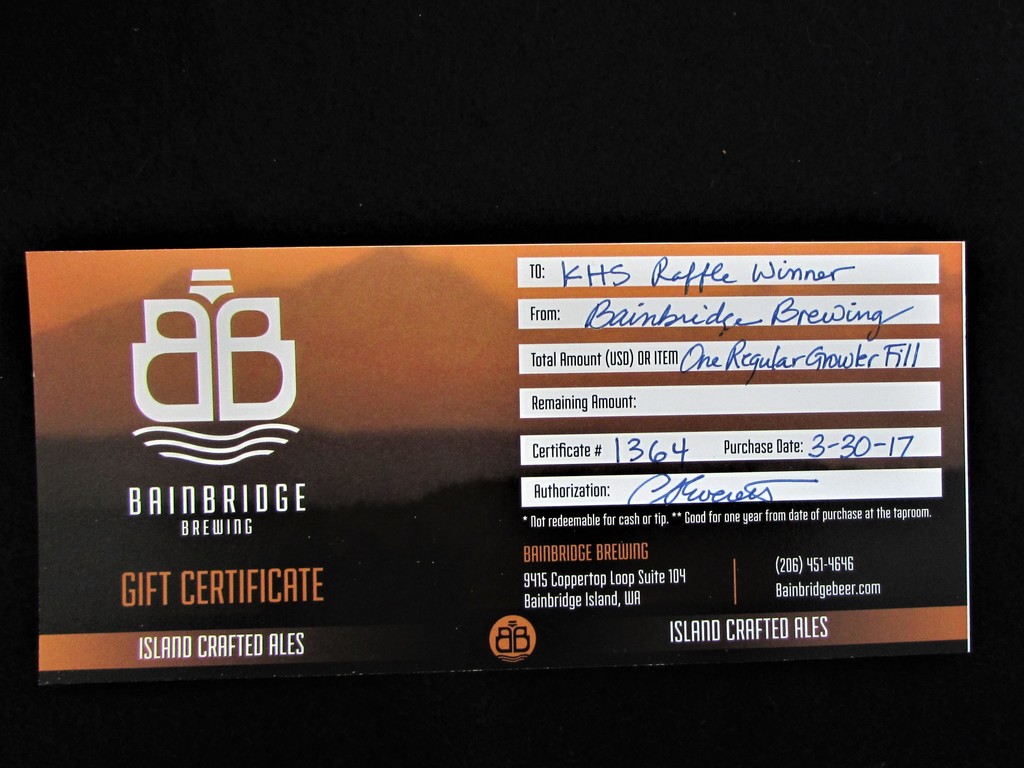 BB
BAINBRIDGE
BREWING
GIFT CERTIFICATE
ISLAND CRAFTED ALES
TO: KHS Raffle Winner
From: Bainbridge Brewing
Total Amount (USD) OR ITEM One Regular Growler Fill
Remaining Amount:
Certificate # 1364 Purchase Date: 3-30-17
Authorization:
* Not redeemable for cash or tip. ** Good for one year from date of purchase at the taproom.
BAINBRIDGE BREWING
9415 Coppertop Loop Suite 104
Bainbridge Island, WA
(206) 451-4646
Bainbridgebeer.com
BB
ISLAND CRAFTED ALES